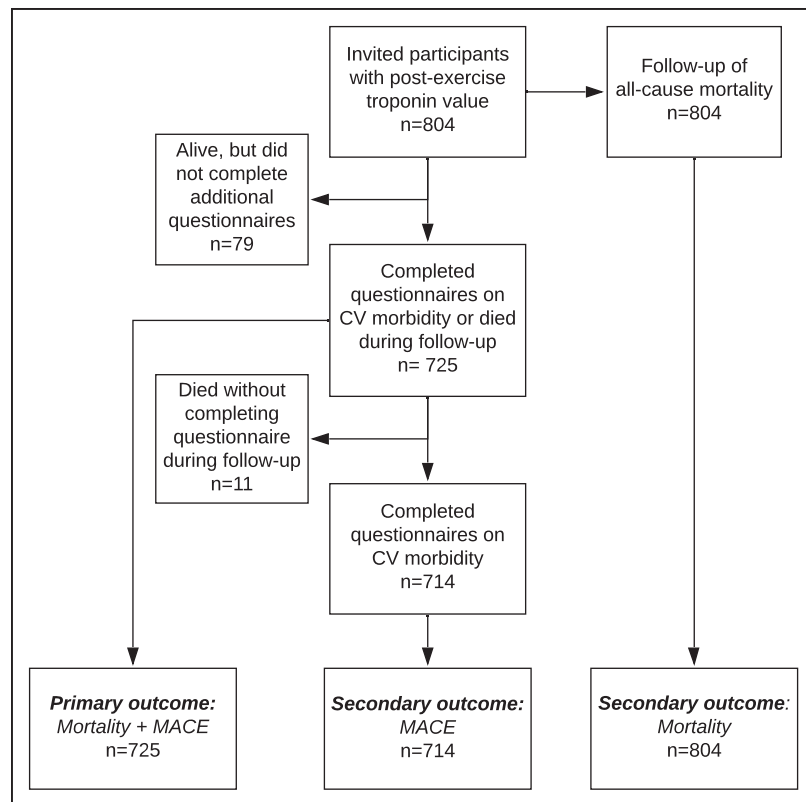 Invited participants
with post-exercise
troponin value
n=804
Follow-up of
all-cause mortality
n=804
Alive, but did
not complete
additional
questionnaires
n=79
Completed
questionnaires on
CV morbidity or died
during follow-up
n= 725
Died without
completing
questionnaire
during follow-up
n=11
Completed
questionnaires on
CV morbidity
n=714
Primary outcome:
Mortality + MACE
n=725
Secondary outcome:
MACE
n=714
Secondary outcome:
Mortality
n=804